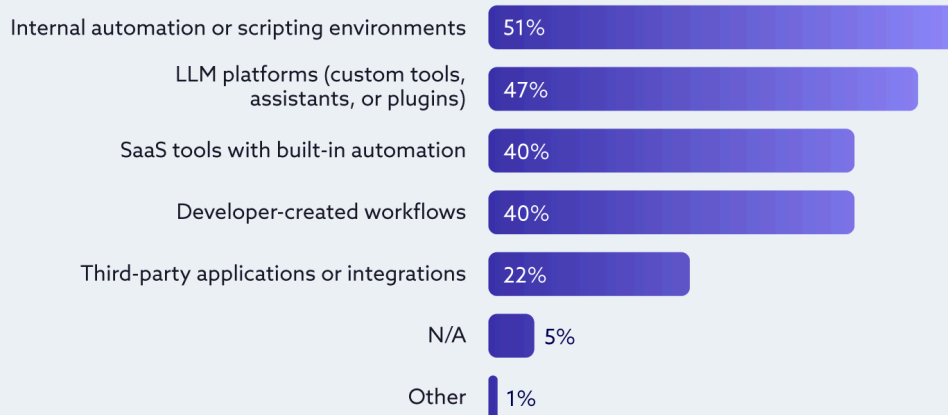 Internal automation or scripting environments 51%
LLM platforms (custom tools,
assistants, or plugins) 47%
SaaS tools with built-in automation 40%
Developer-created workflows 40%
Third-party applications or integrations 22%
N/A 5%
Other 1%